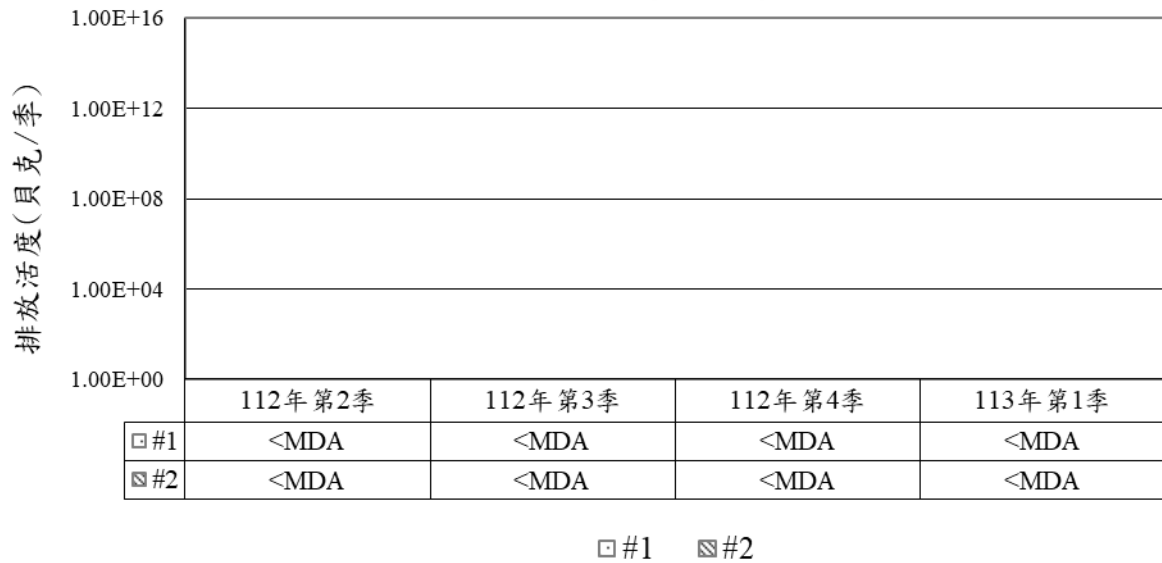 1.00E+16
1.00E+12
1.00E+08
1.00E+04
1.00E+00
排放活度(貝克/季)
112年第2季 112年第3季 112年第4季 113年第1季
#1 <MDA <MDA <MDA <MDA
#2 <MDA <MDA <MDA <MDA
#1 #2